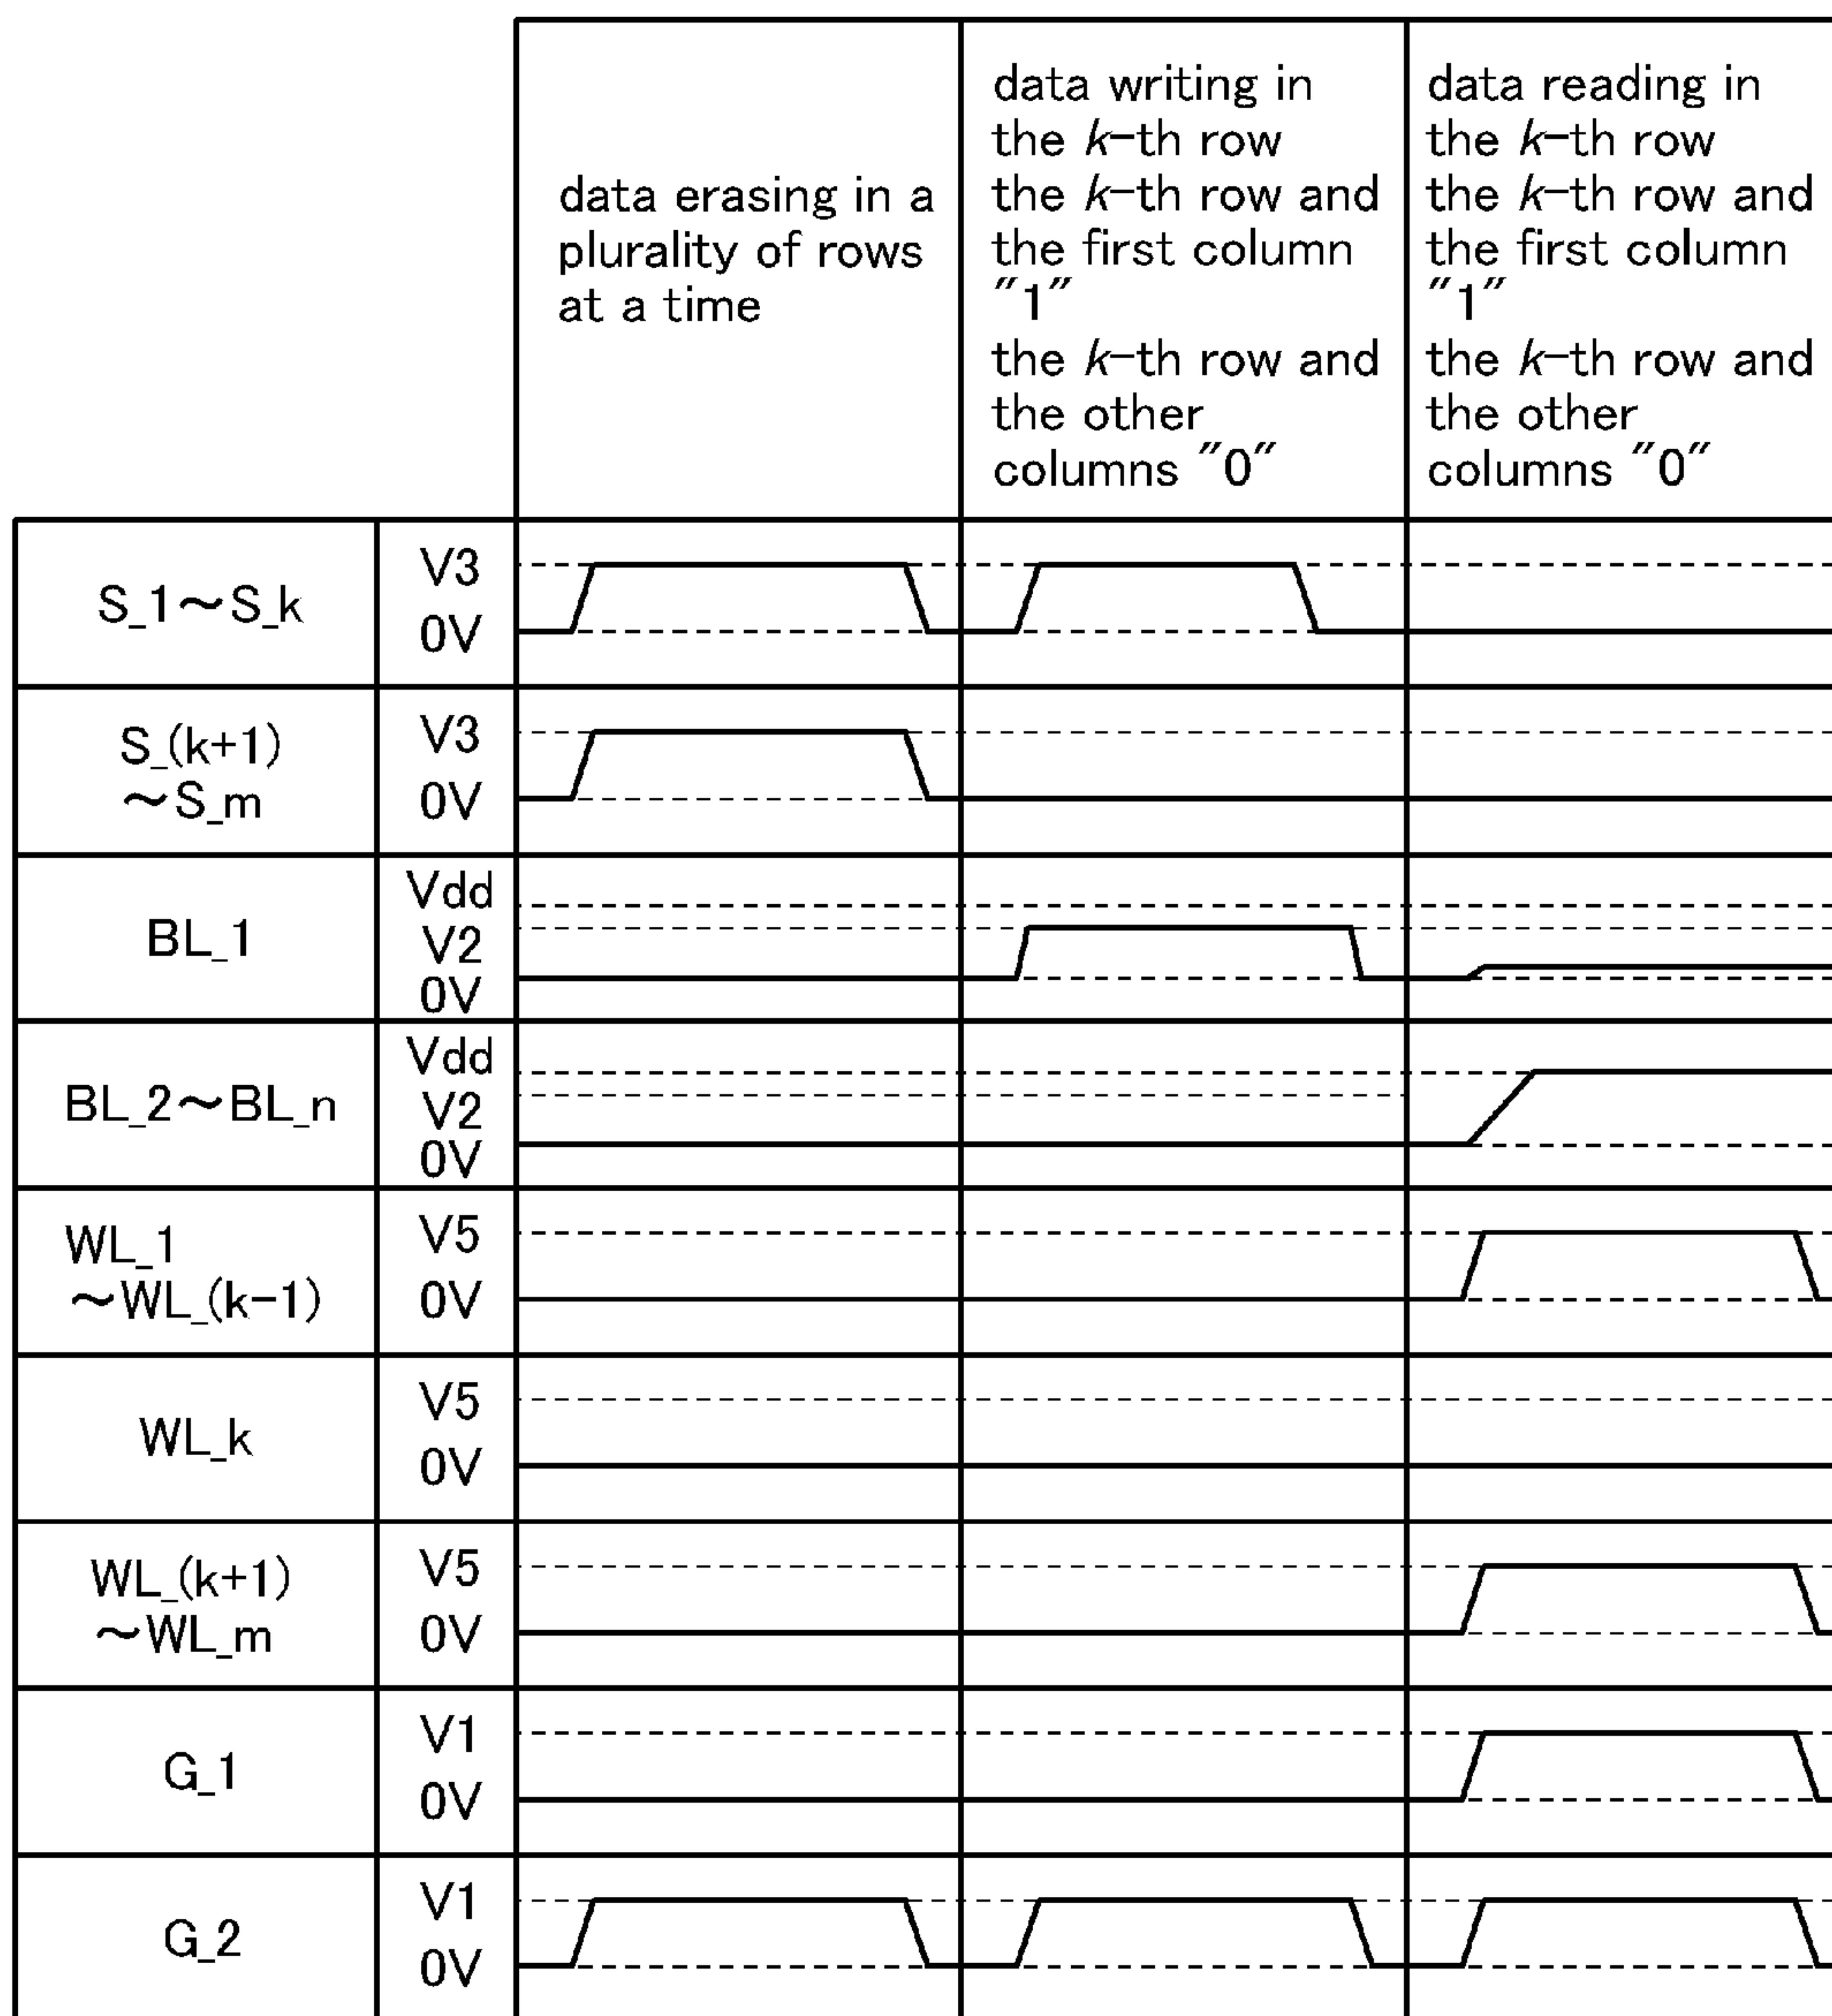 data erasing in a
plurality of rows
at a time
data writing in
the k-th row
the k-th row and
the first column
"1"
the k-th row and
the other
columns "0"
data reading in
the k-th row
the k-th row and
the first column
"1"
the k-th row and
the other
columns "0"
S_1～S_k
V3
0V
S_(k+1)
～S_m
V3
0V
BL_1
Vdd
V2
0V
BL_2～BL_n
Vdd
V2
0V
WL_1
～WL_(k-1)
V5
0V
WL_k
V5
0V
WL_(k+1)
～WL_m
V5
0V
G_1
V1
0V
G_2
V1
0V